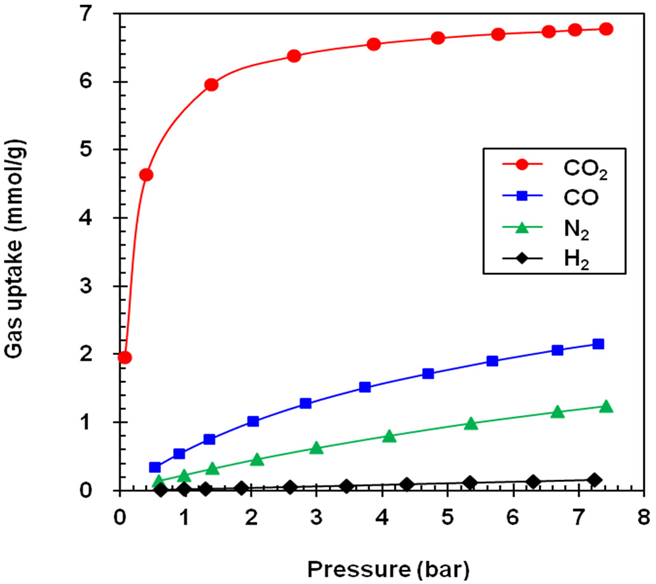 Gas uptake (mmol/g)
7
6
5
4
3
2
1
0
CO₂
CO
N₂
H₂
0 1 2 3 4 5 6 7 8
Pressure (bar)